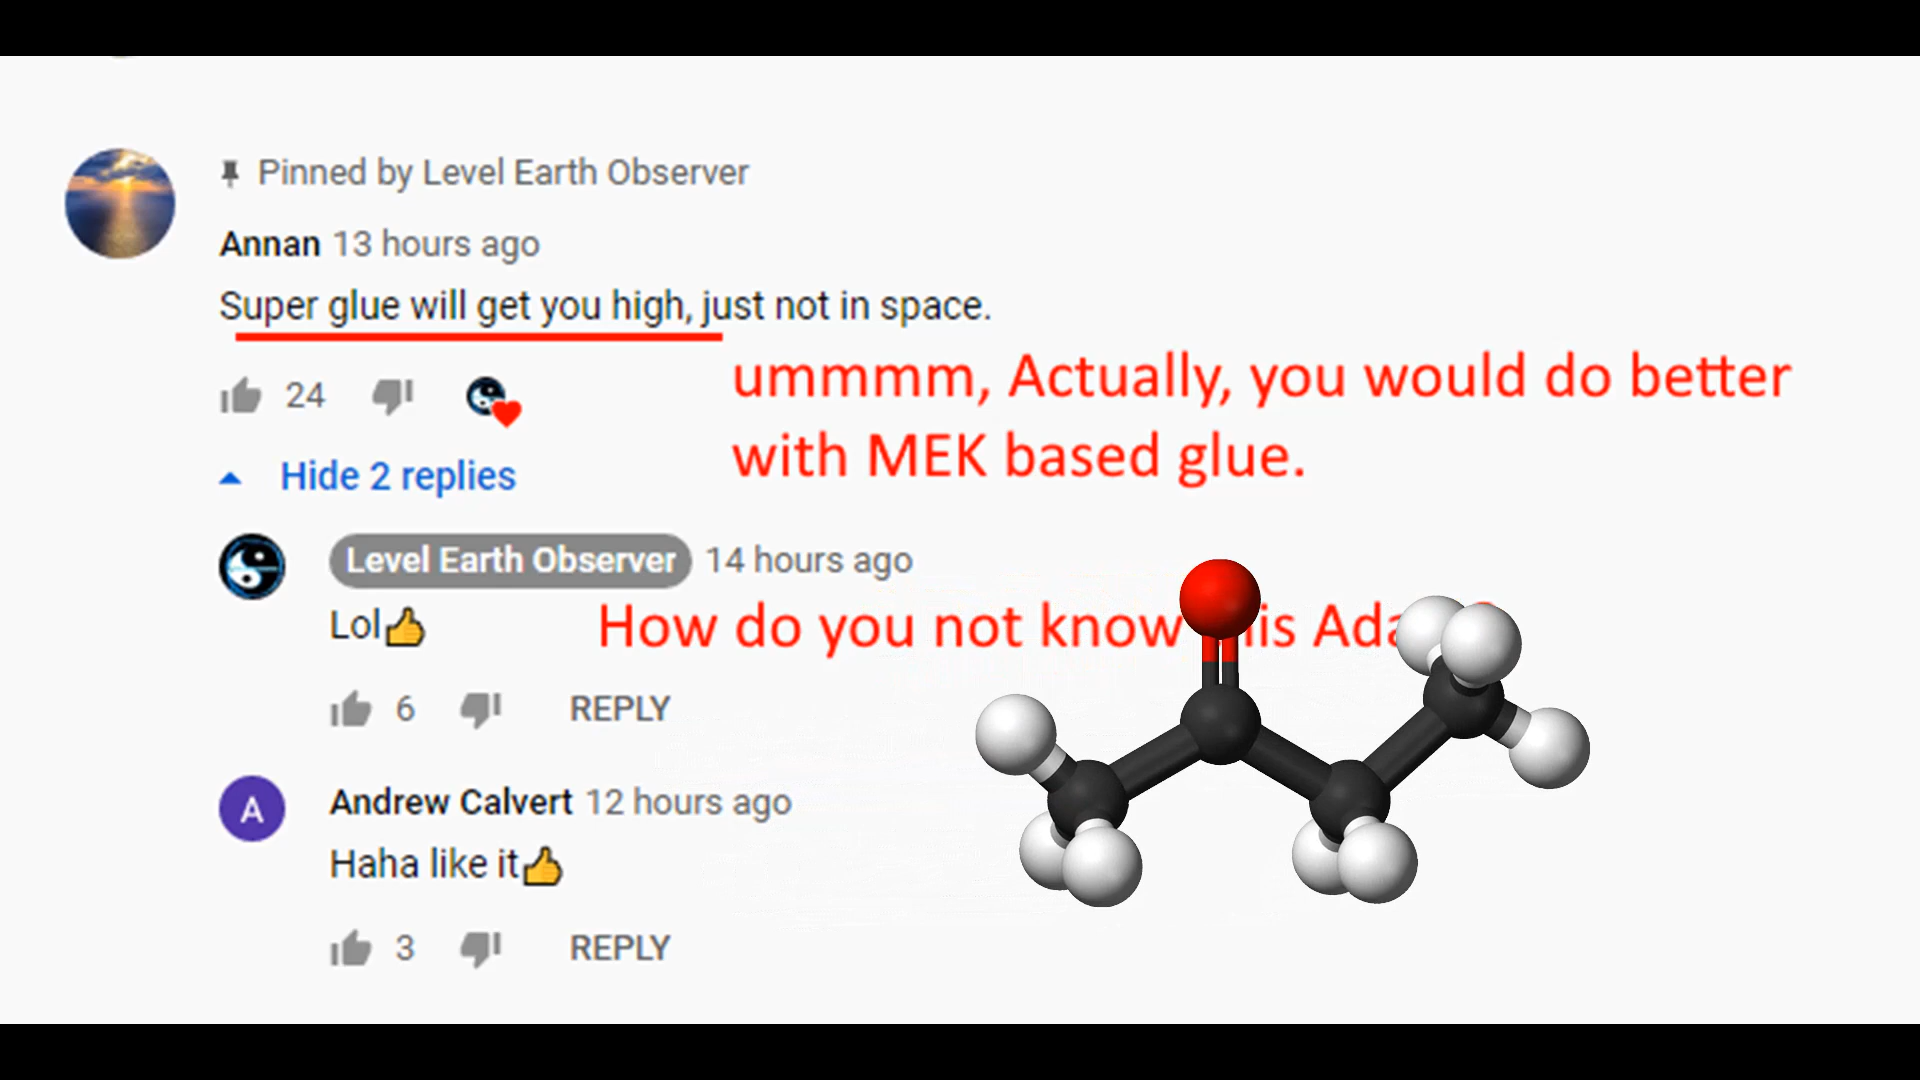 Pinned by Level Earth Observer
Annan 13 hours ago
Super glue will get you high, just not in space.
ummmm, Actually, you would do better
with MEK based glue.
24
Hide 2 replies
Level Earth Observer 14 hours ago
Lol
How do you not know
6 REPLY
A
Andrew Calvert 12 hours ago
Haha like it
3 REPLY